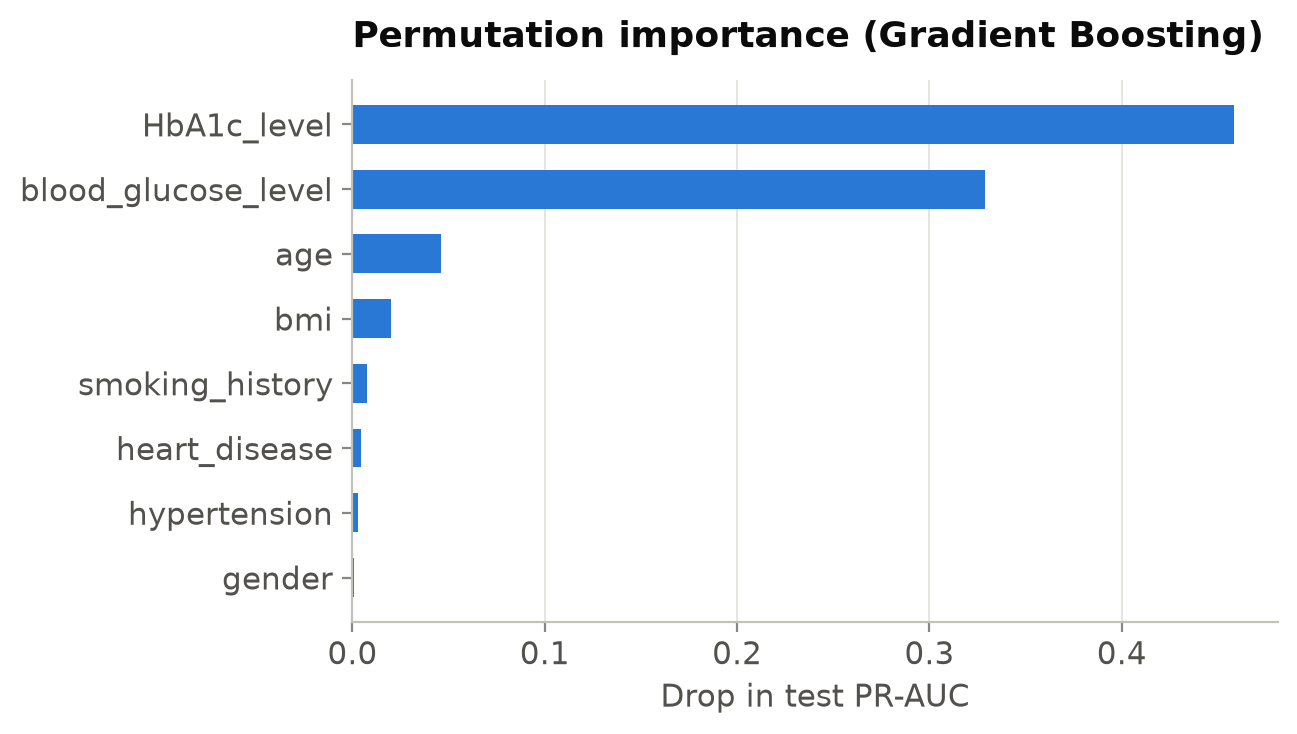 Permutation importance (Gradient Boosting)
HbA1c_level
blood_glucose_level
age
bmi
smoking_history
heart_disease
hypertension
gender
0.0 0.1 0.2 0.3 0.4
Drop in test PR-AUC